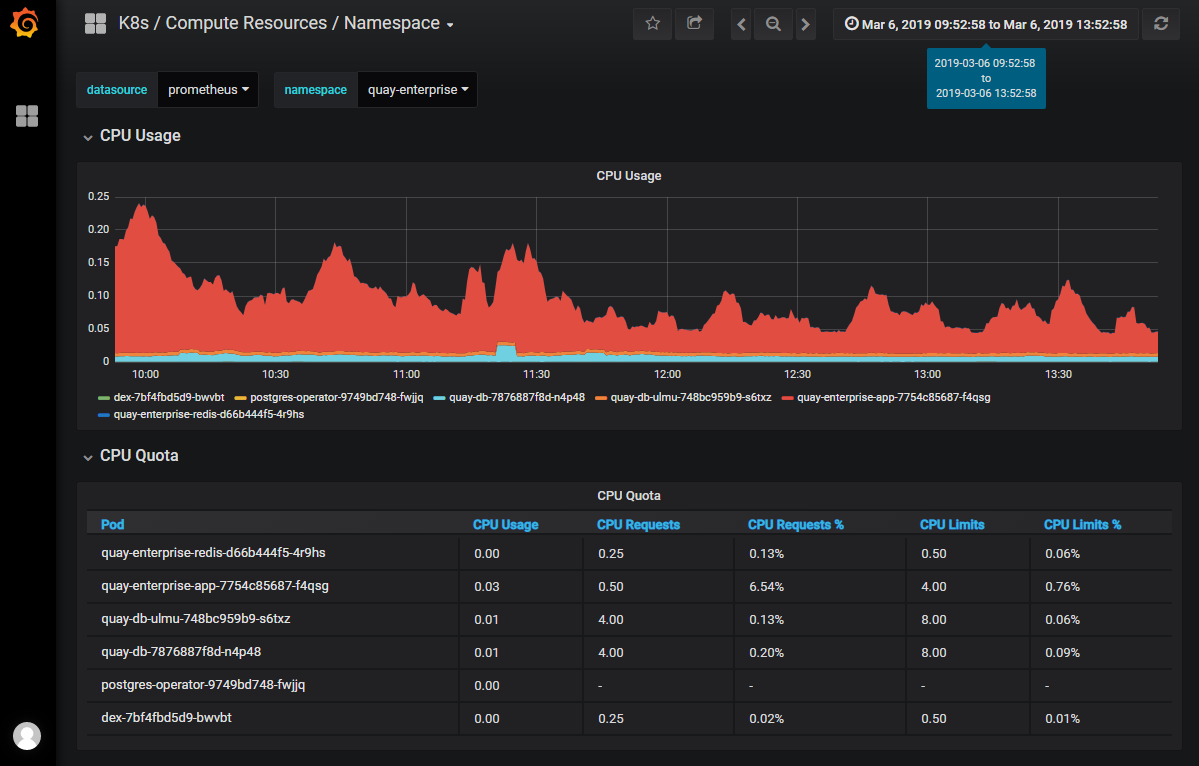 K8s / Compute Resources / Namespace
Mar 6, 2019 09:52:58 to Mar 6, 2019 13:52:58
2019-03-06 09:52:58
to
2019-03-06 13:52:58
datasource prometheus namespace quay-enterprise
CPU Usage
CPU Usage
0.25
0.20
0.15
0.10
0.05
0
10:00 10:30 11:00 11:30 12:00 12:30 13:00 13:30
dex-7bf4fbd5d9-bwvbt postgres-operator-9749bd748-fwjjq quay-db-7876887f8d-n4p48 quay-db-ulmu-748bc959b9-s6txz quay-enterprise-app-7754c85687-f4qsg
quay-enterprise-redis-d66b444f5-4r9hs
CPU Quota
CPU Quota
Pod CPU Usage CPU Requests CPU Requests % CPU Limits CPU Limits %
quay-enterprise-redis-d66b444f5-4r9hs 0.00 0.25 0.13% 0.50 0.06%
quay-enterprise-app-7754c85687-f4qsg 0.03 0.50 6.54% 4.00 0.76%
quay-db-ulmu-748bc959b9-s6txz 0.01 4.00 0.13% 8.00 0.06%
quay-db-7876887f8d-n4p48 0.01 4.00 0.20% 8.00 0.09%
postgres-operator-9749bd748-fwjjq 0.00 - - - -
dex-7bf4fbd5d9-bwvbt 0.00 0.25 0.02% 0.50 0.01%